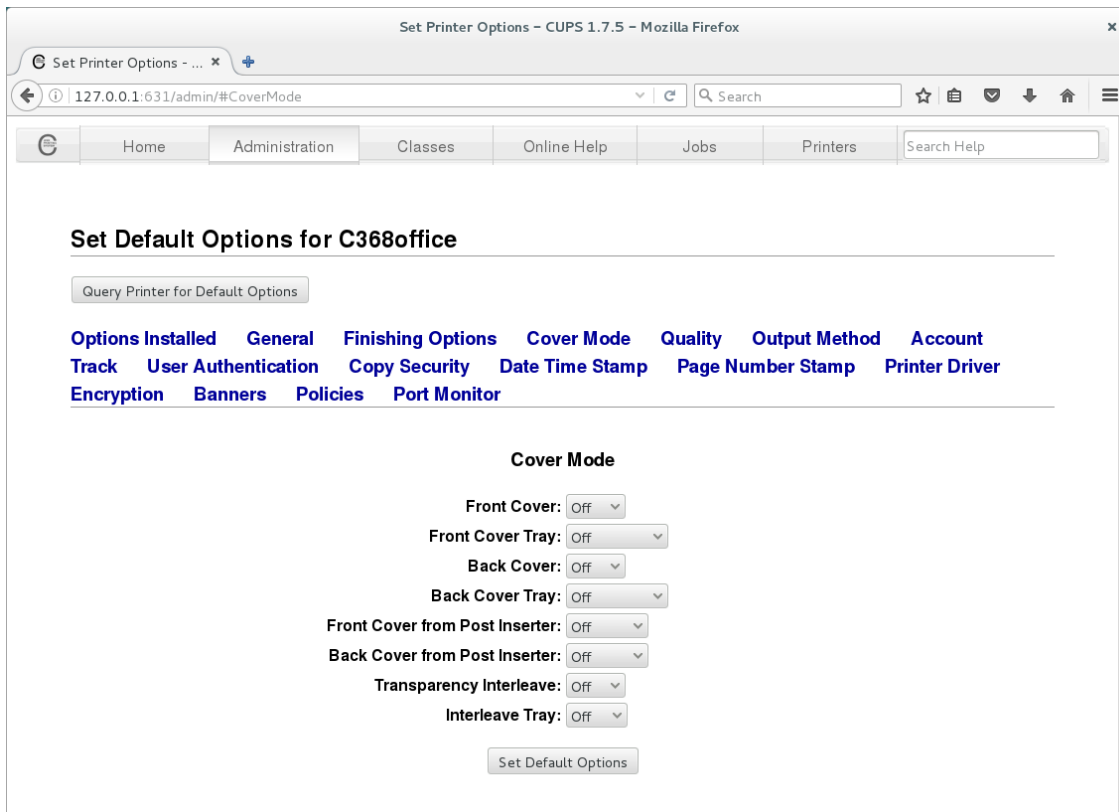 Set Printer Options – CUPS 1.7.5 – Mozilla Firefox
Set Printer Options - ...
127.0.0.1:631/admin/#CoverMode
Search
Home Administration Classes Online Help Jobs Printers Search Help
Set Default Options for C368office
Query Printer for Default Options
Options Installed General Finishing Options Cover Mode Quality Output Method Account
Track User Authentication Copy Security Date Time Stamp Page Number Stamp Printer Driver
Encryption Banners Policies Port Monitor
Cover Mode
Front Cover: Off
Front Cover Tray: Off
Back Cover: Off
Back Cover Tray: Off
Front Cover from Post Inserter: Off
Back Cover from Post Inserter: Off
Transparency Interleave: Off
Interleave Tray: Off
Set Default Options